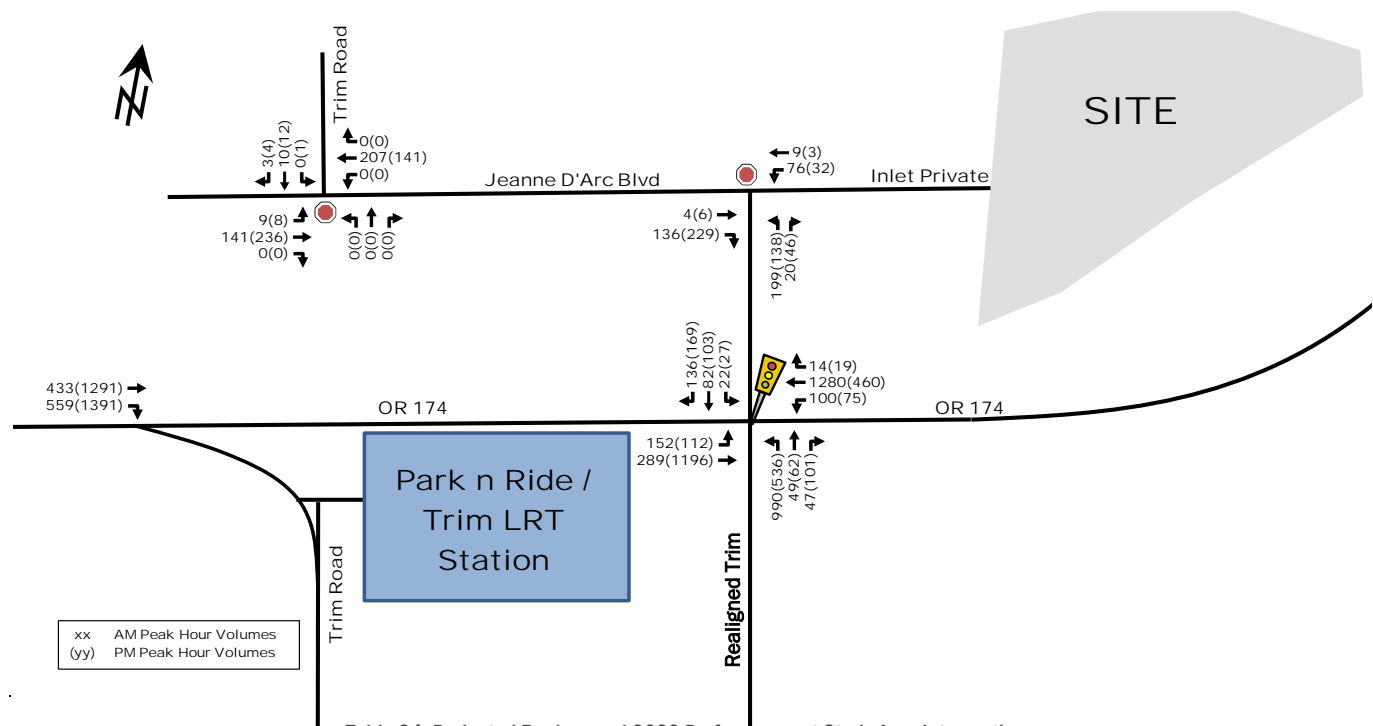 Trim Road
3(4)
10(12)
0(1)
0(0)
207(141)
0(0)
9(8)
141(236)
0(0)
0(0)
0(0)
0(0)
Jeanne D'Arc Blvd
SITE
9(3)
76(32)
Inlet Private
4(6)
136(229)
199(138)
20(46)
433(1291)
559(1391)
OR 174
136(169)
82(103)
22(27)
14(19)
1280(460)
100(75)
OR 174
152(112)
289(1196)
990(536)
49(62)
47(101)
Park n Ride /
Trim LRT
Station
Trim Road
Realigned Trim
xx AM Peak Hour Volumes
(yy) PM Peak Hour Volumes